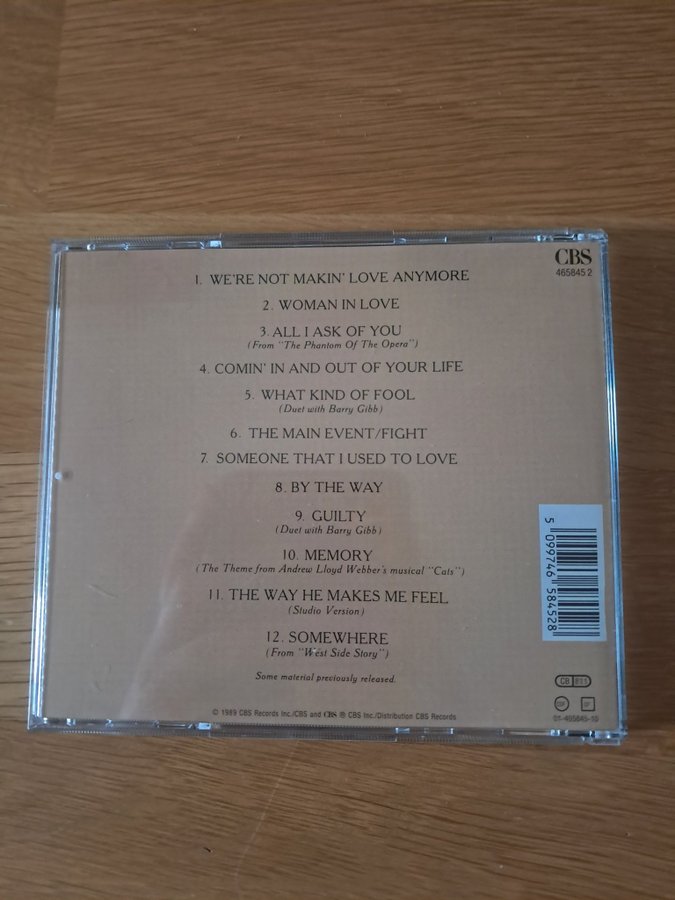 CBS
465845 2
1. WE'RE NOT MAKIN' LOVE ANYMORE
2. WOMAN IN LOVE
3. ALL I ASK OF YOU
(From "The Phantom Of The Opera")
4. COMIN' IN AND OUT OF YOUR LIFE
5. WHAT KIND OF FOOL
(Duet with Barry Gibb)
6. THE MAIN EVENT/FIGHT
7. SOMEONE THAT I USED TO LOVE
8. BY THE WAY
9. GUILTY
(Duet with Barry Gibb)
10. MEMORY
(The Theme from Andrew Lloyd Webber's musical "Cats")
11. THE WAY HE MAKES ME FEEL
(Studio Version)
12. SOMEWHERE
(From "West Side Story")
Some material previously released.
5 099746 584528
CB 811
01-465845-10
© 1989 CBS Records Inc./CBS and CBS ® CBS Inc./Distribution CBS Records